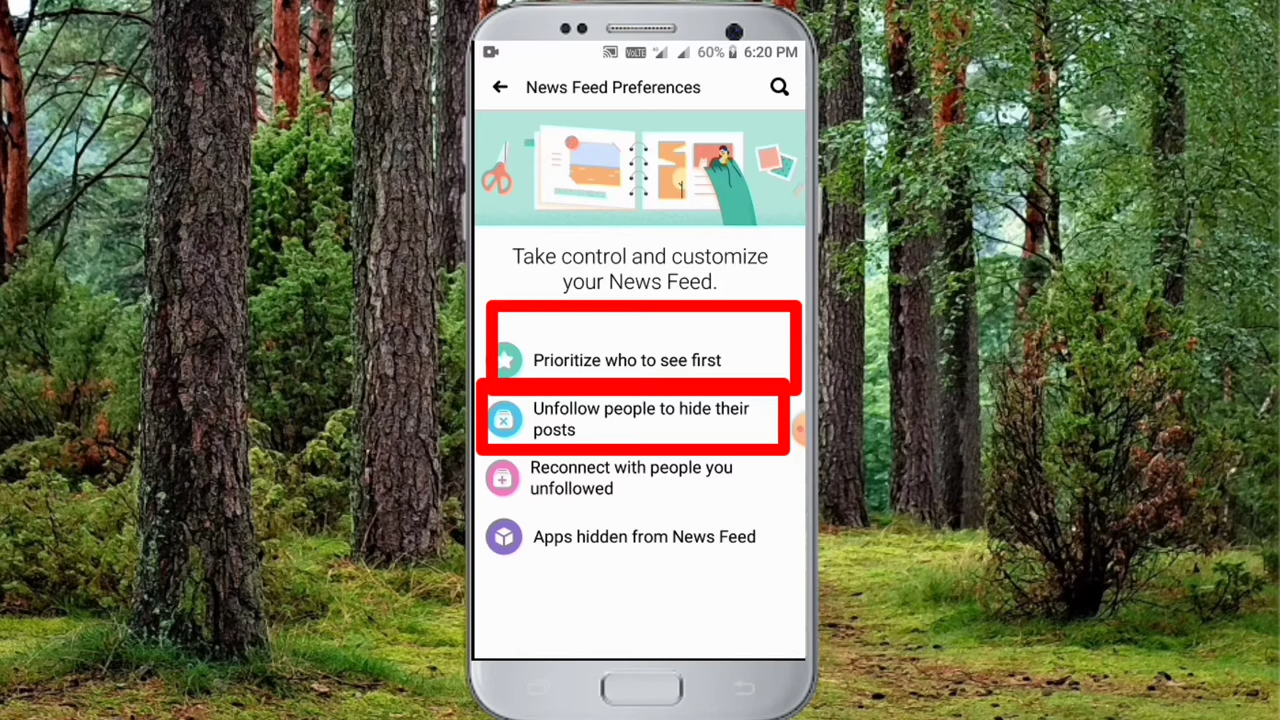 VoLTE 60% 6:20 PM
News Feed Preferences
Take control and customize
your News Feed.
Prioritize who to see first
Unfollow people to hide their
posts
Reconnect with people you
unfollowed
Apps hidden from News Feed